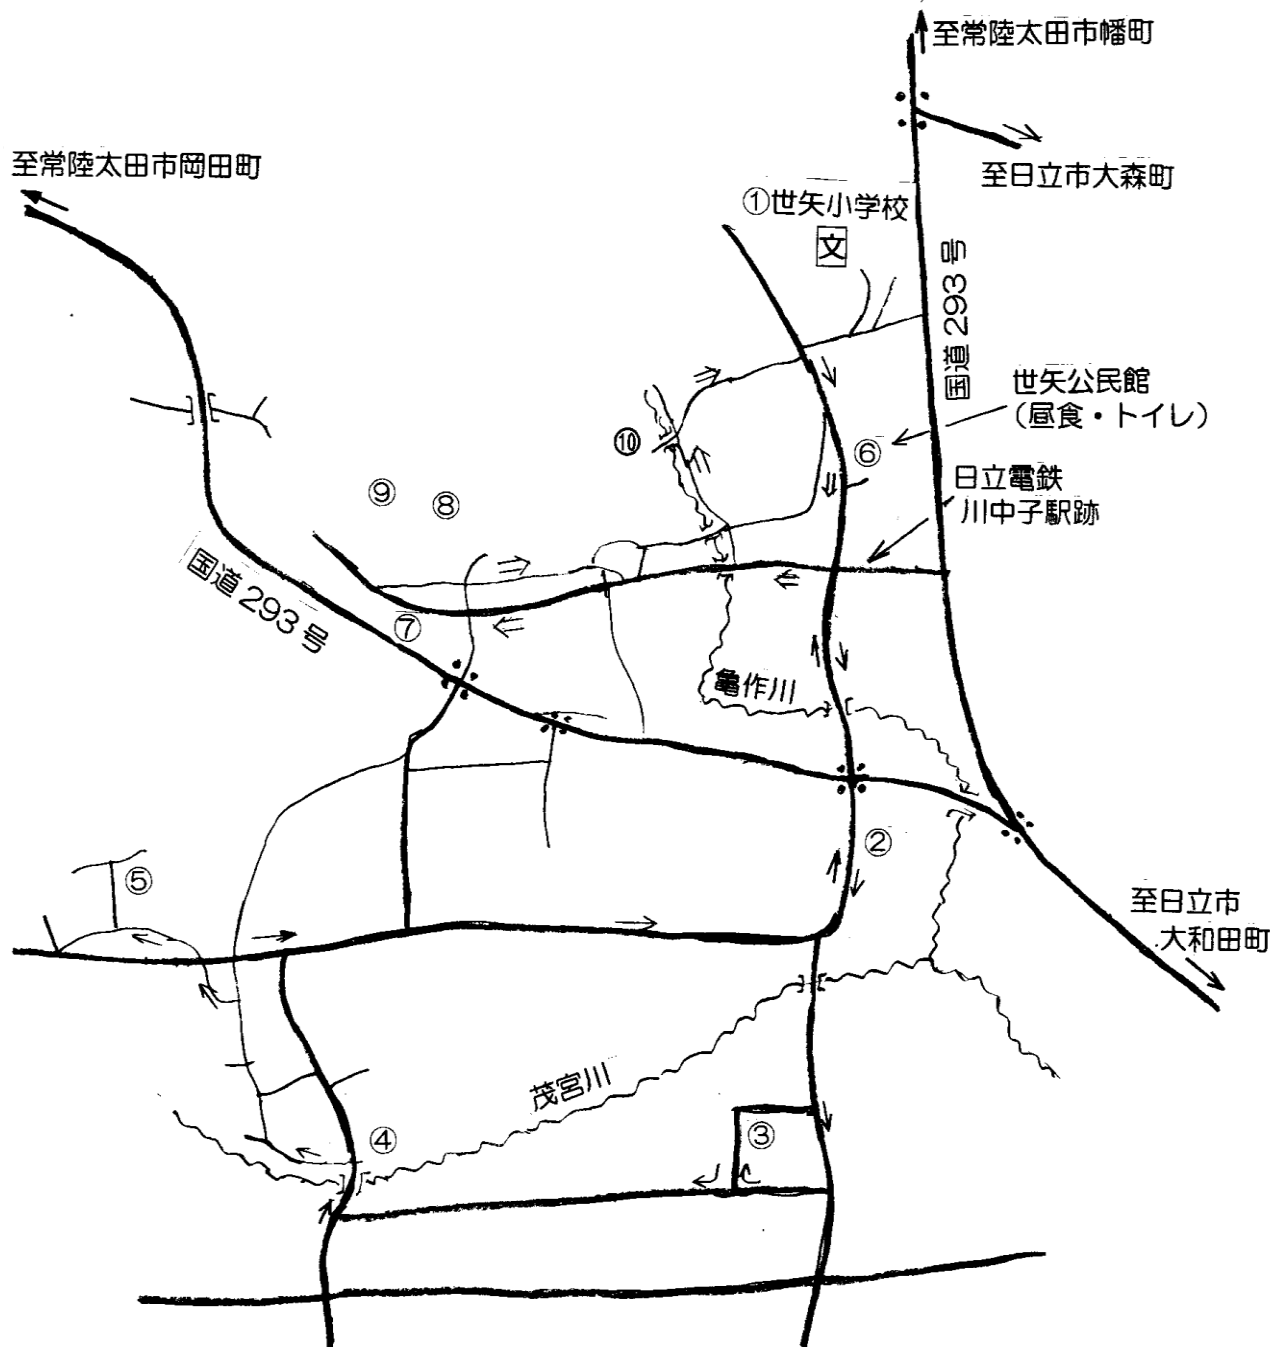 至常陸太田市幡町
至常陸太田市岡田町
至日立市大森町
①世矢小学校
文
国道293号
世矢公民館
(昼食・トイレ)
⑩
⑥
⑨
⑧
日立電鉄
川中子駅跡
国道293号
⑦
亀作川
②
⑤
至日立市
大和田町
茂宮川
③
④